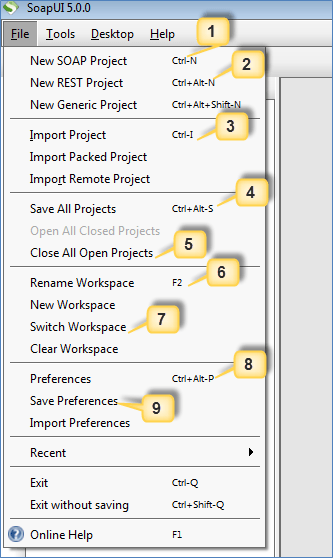 SoapUI 5.0.0
File Tools Desktop Help
1
New SOAP Project Ctrl-N
2
New REST Project Ctrl+Alt-N
New Generic Project Ctrl+Alt+Shift-N
3
Import Project Ctrl-I
Import Packed Project
Import Remote Project
4
Save All Projects Ctrl+Alt-S
Open All Closed Projects
5
Close All Open Projects
6
Rename Workspace F2
New Workspace
7
Switch Workspace
Clear Workspace
8
Preferences Ctrl+Alt-P
Save Preferences 9
Import Preferences
Recent
Exit Ctrl-Q
Exit without saving Ctrl+Shift-Q
Online Help F1